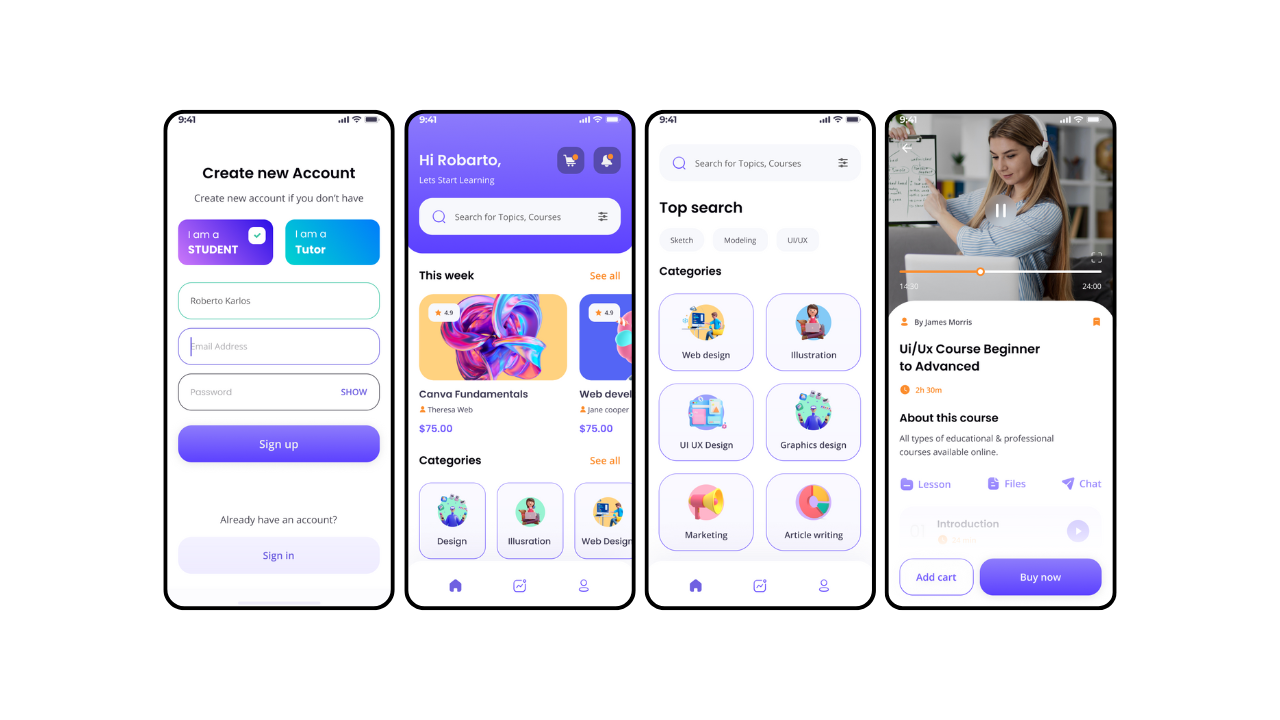 9:41
Create new Account
Create new account if you don't have
I am a
STUDENT
I am a
Tutor
Roberto Karlos
Email Address
Password
SHOW
Sign up
Already have an account?
Sign in
9:41
Hi Robarto,
Lets Start Learning
Search for Topics, Courses
This week
See all
4.9
4.9
Canva Fundamentals
Web devel
Theresa Web
Jane cooper
$75.00
$75.00
Categories
See all
Design
Illusration
Web Design
9:41
Search for Topics, Courses
Top search
Sketch
Modeling
UI/UX
Categories
Web design
Illustration
UI UX Design
Graphics design
Marketing
Article writing
9:41
14:30
24:00
By James Morris
Ui/Ux Course Beginner
to Advanced
2h 30m
About this course
All types of educational & professional
courses available online.
Lesson
Files
Chat
01
Introduction
Add cart
Buy now